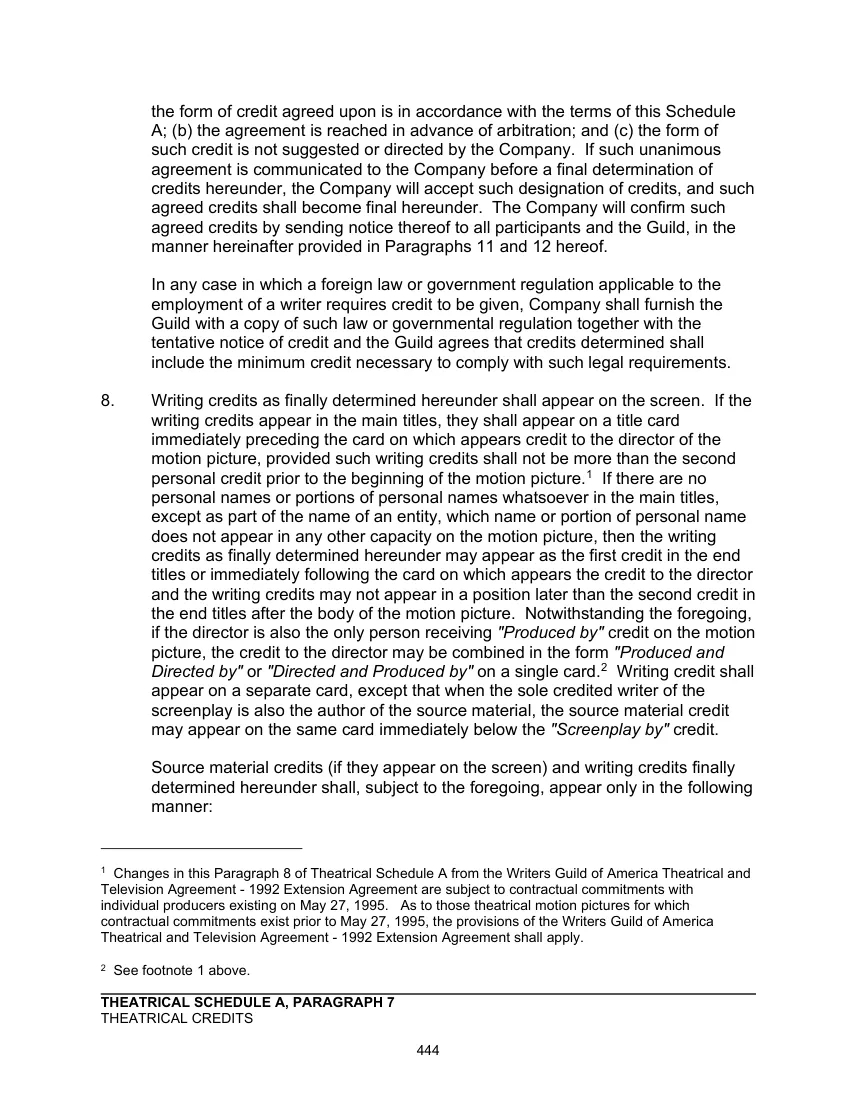 the form of credit agreed upon is in accordance with the terms of this Schedule
A; (b) the agreement is reached in advance of arbitration; and (c) the form of
such credit is not suggested or directed by the Company.  If such unanimous
agreement is communicated to the Company before a final determination of
credits hereunder, the Company will accept such designation of credits, and such
agreed credits shall become final hereunder.  The Company will confirm such
agreed credits by sending notice thereof to all participants and the Guild, in the
manner hereinafter provided in Paragraphs 11 and 12 hereof.
In any case in which a foreign law or government regulation applicable to the
employment of a writer requires credit to be given, Company shall furnish the
Guild with a copy of such law or governmental regulation together with the
tentative notice of credit and the Guild agrees that credits determined shall
include the minimum credit necessary to comply with such legal requirements.
8. Writing credits as finally determined hereunder shall appear on the screen.  If the
writing credits appear in the main titles, they shall appear on a title card
immediately preceding the card on which appears credit to the director of the
motion picture, provided such writing credits shall not be more than the second
personal credit prior to the beginning of the motion picture.1  If there are no
personal names or portions of personal names whatsoever in the main titles,
except as part of the name of an entity, which name or portion of personal name
does not appear in any other capacity on the motion picture, then the writing
credits as finally determined hereunder may appear as the first credit in the end
titles or immediately following the card on which appears the credit to the director
and the writing credits may not appear in a position later than the second credit in
the end titles after the body of the motion picture.  Notwithstanding the foregoing,
if the director is also the only person receiving "Produced by" credit on the motion
picture, the credit to the director may be combined in the form "Produced and
Directed by" or "Directed and Produced by" on a single card.2  Writing credit shall
appear on a separate card, except that when the sole credited writer of the
screenplay is also the author of the source material, the source material credit
may appear on the same card immediately below the "Screenplay by" credit.
Source material credits (if they appear on the screen) and writing credits finally
determined hereunder shall, subject to the foregoing, appear only in the following
manner:
1  Changes in this Paragraph 8 of Theatrical Schedule A from the Writers Guild of America Theatrical and
Television Agreement - 1992 Extension Agreement are subject to contractual commitments with
individual producers existing on May 27, 1995.   As to those theatrical motion pictures for which
contractual commitments exist prior to May 27, 1995, the provisions of the Writers Guild of America
Theatrical and Television Agreement - 1992 Extension Agreement shall apply.
2  See footnote 1 above.
THEATRICAL SCHEDULE A, PARAGRAPH 7
THEATRICAL CREDITS
444